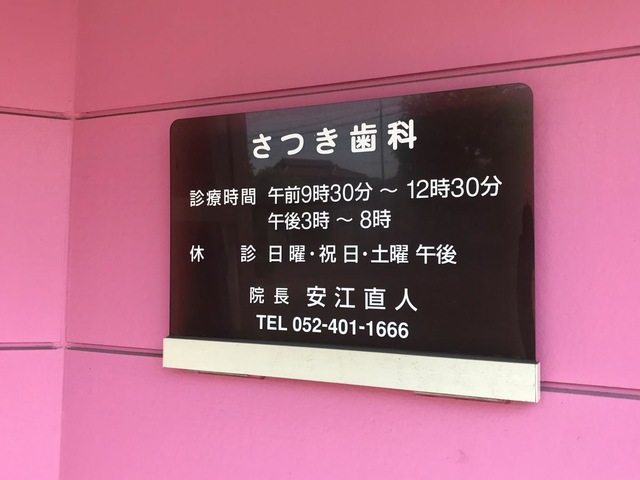 さつき歯科
診療時間 午前9時30分 〜 12時30分
午後3時 〜 8時
休 診 日曜・祝日・土曜 午後
院長 安江直人
TEL 052-401-1666